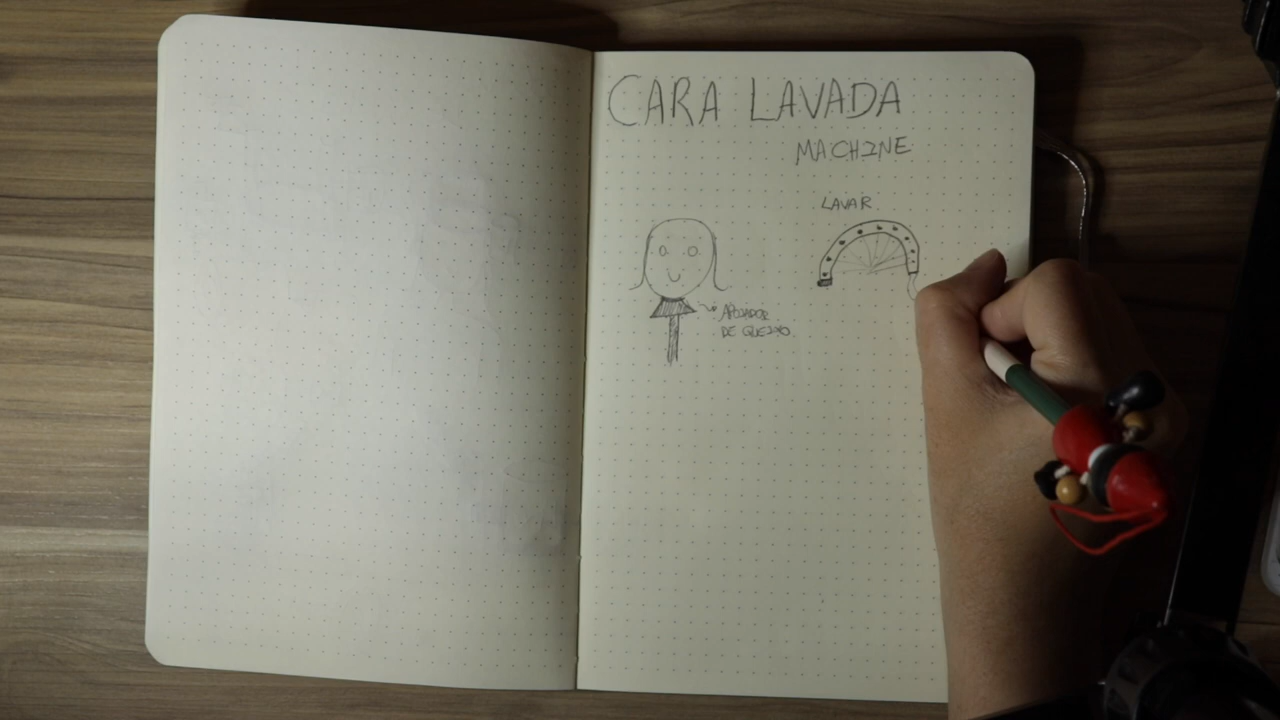 CARA LAVADA
MACHINE
LAVAR
APOIADOR
DE QUEIXO